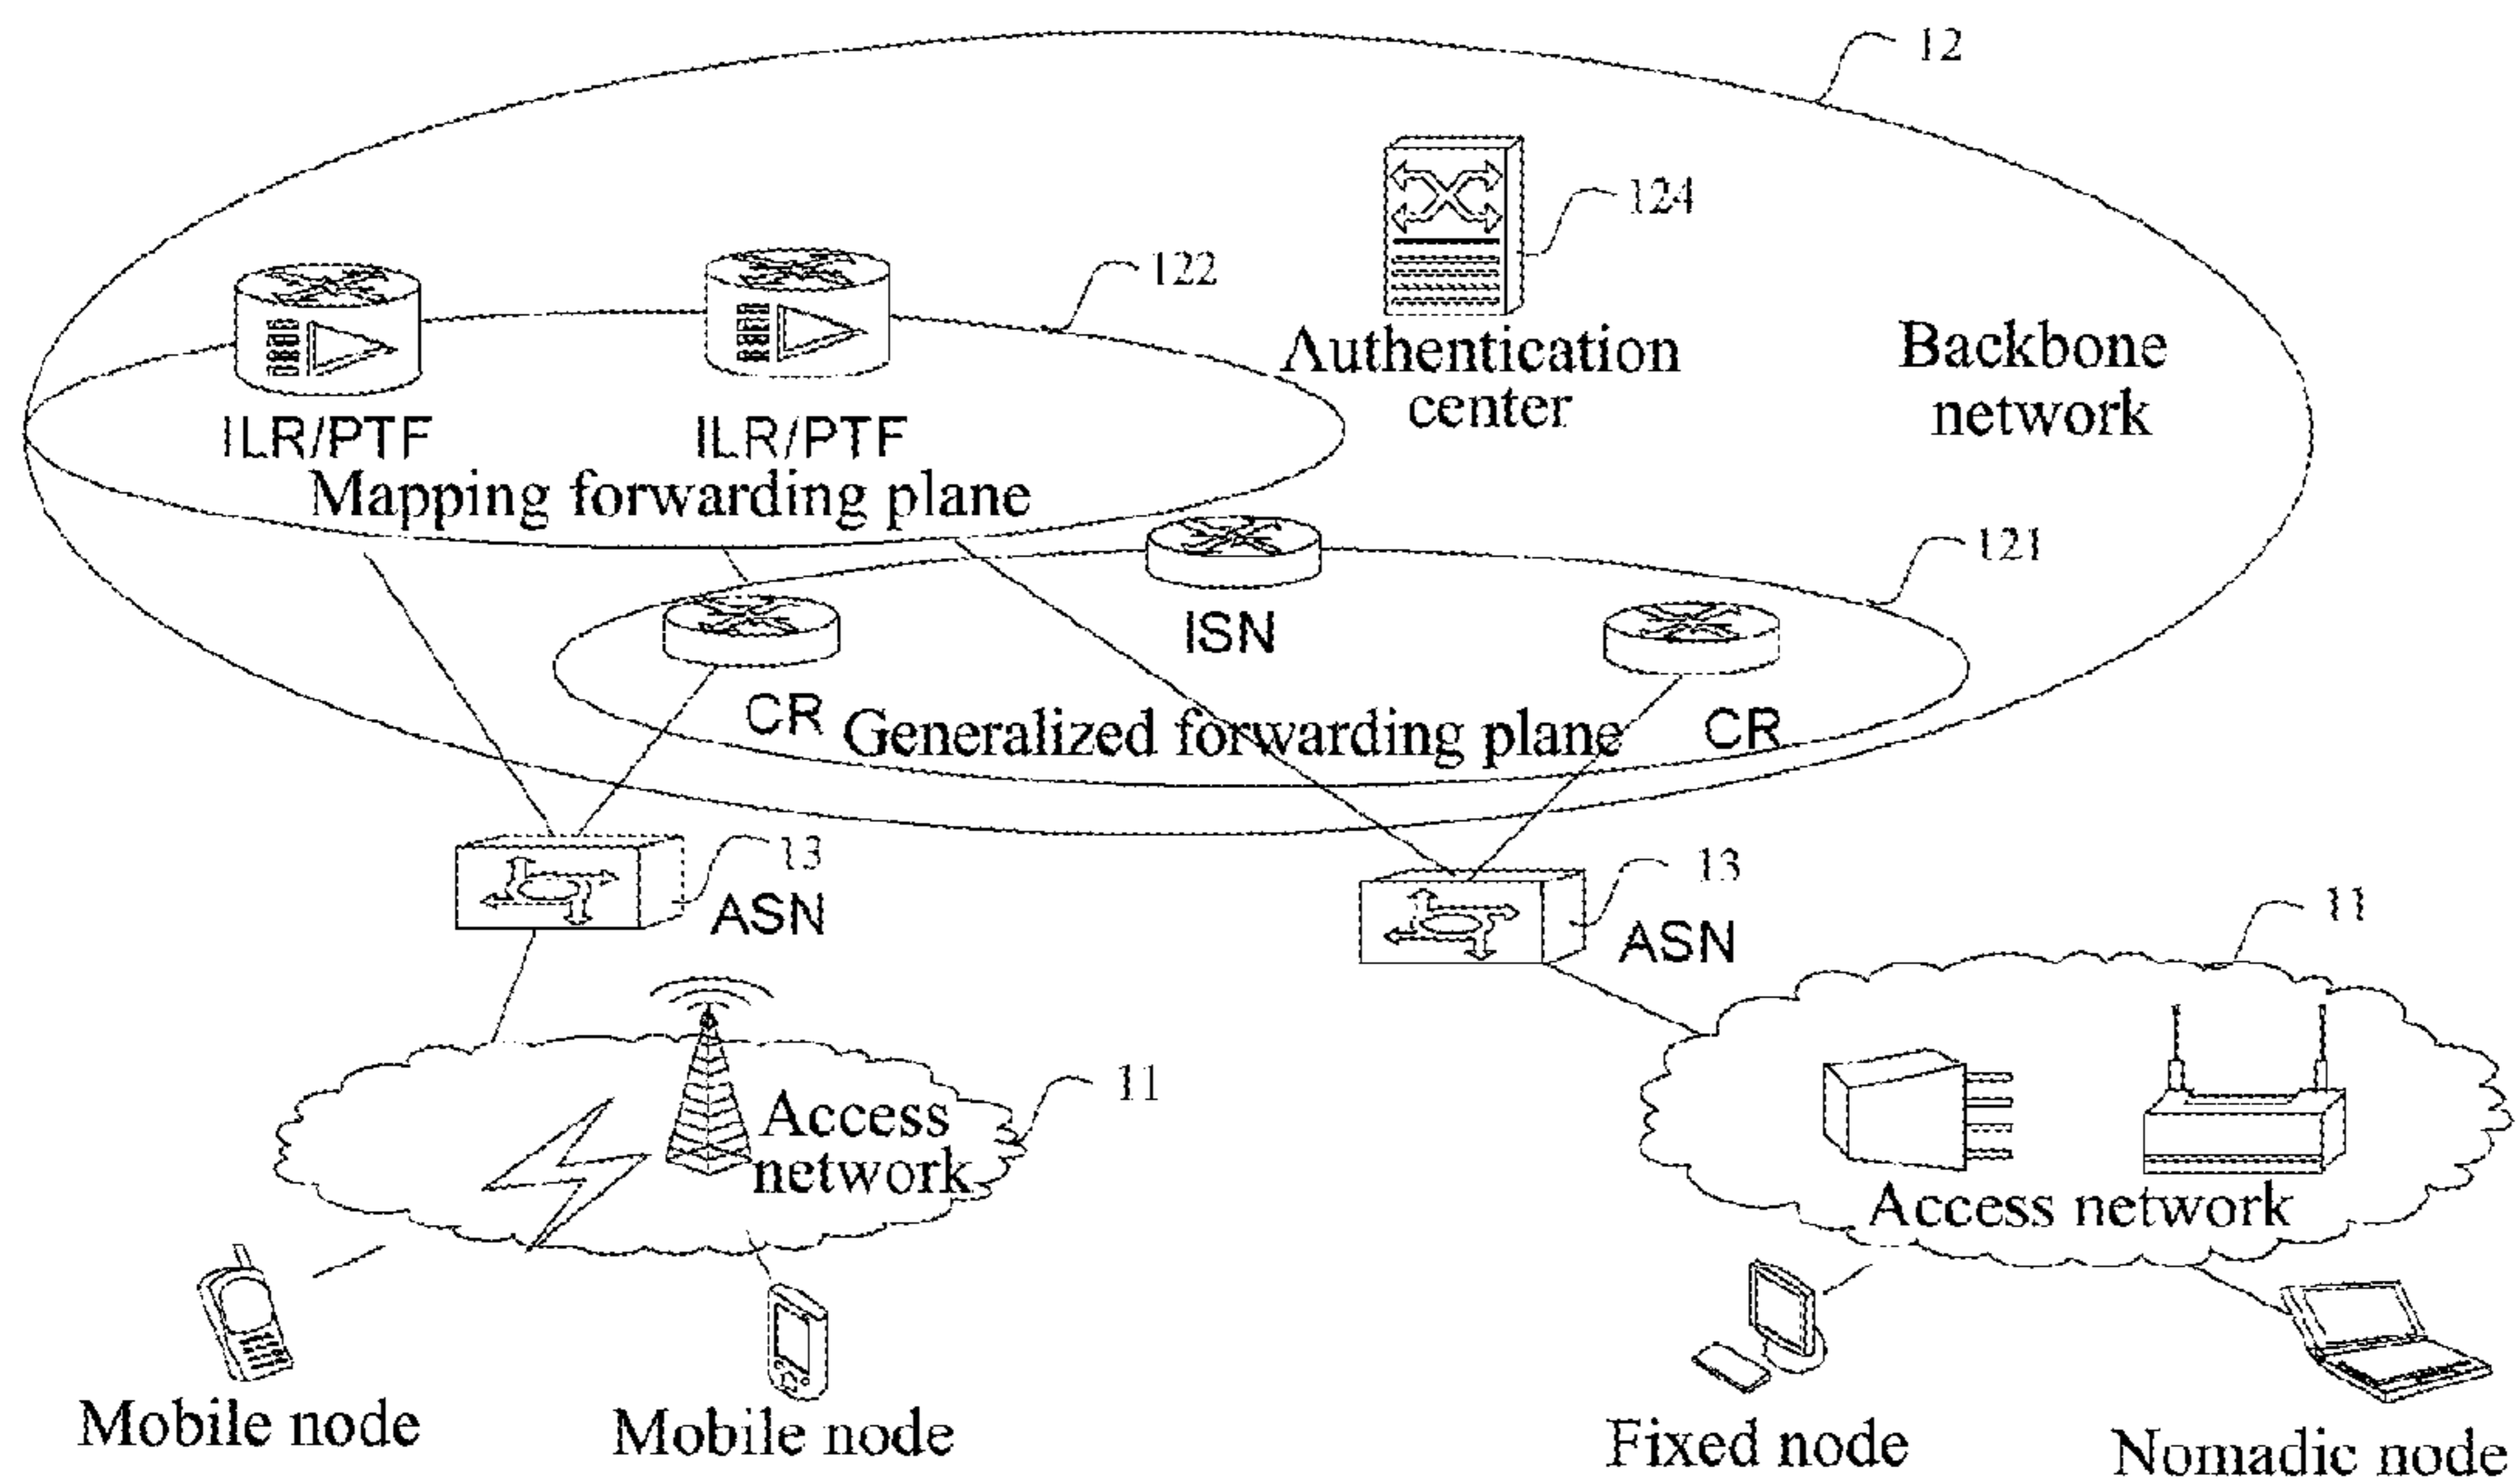 12
124
122
Authentication
center
Backbone
network
ILR/PTF
ILR/PTF
Mapping forwarding plane
121
ISN
CR
Generalized forwarding plane
CR
13
ASN
13
ASN
11
11
Access
network
Access network
Mobile node
Mobile node
Fixed node
Nomadic node